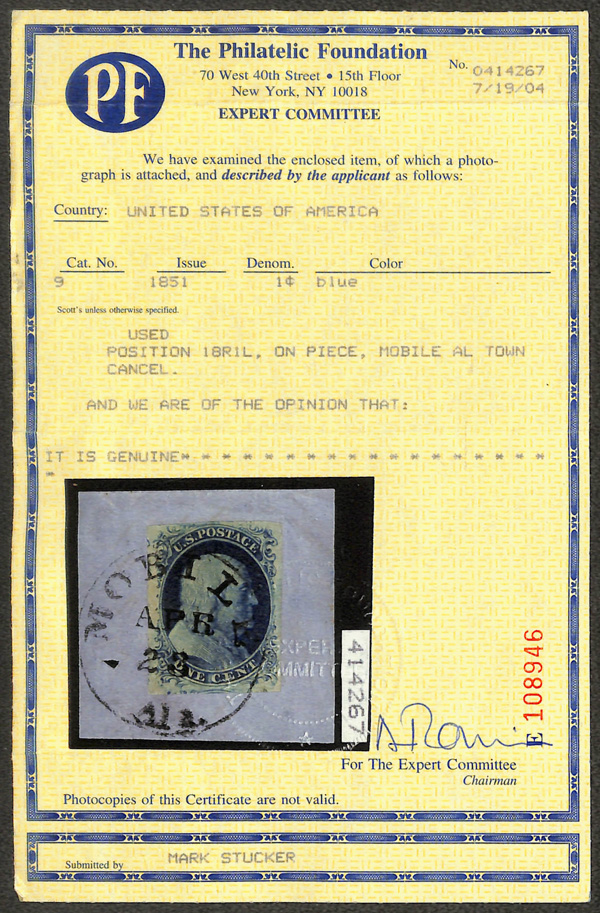 PF
The Philatelic Foundation
70 West 40th Street • 15th Floor
New York, NY 10018
EXPERT COMMITTEE
No. 0414267
7/19/04
We have examined the enclosed item, of which a photo-
graph is attached, and described by the applicant as follows:
Country: UNITED STATES OF AMERICA
Cat. No. Issue Denom. Color
9 1851 1¢ blue
Scott's unless otherwise specified.
USED
POSITION 18R1L, ON PIECE, MOBILE AL TOWN
CANCEL.
AND WE ARE OF THE OPINION THAT:
IT IS GENUINE* * * * * * * * * * * * * * * * * *
U.S. POSTAGE
MOBILE
APR
Ala.
ONE CENT
EXPER
MMIT
414267
E 108946
For The Expert Committee
Chairman
Photocopies of this Certificate are not valid.
Submitted by MARK STUCKER